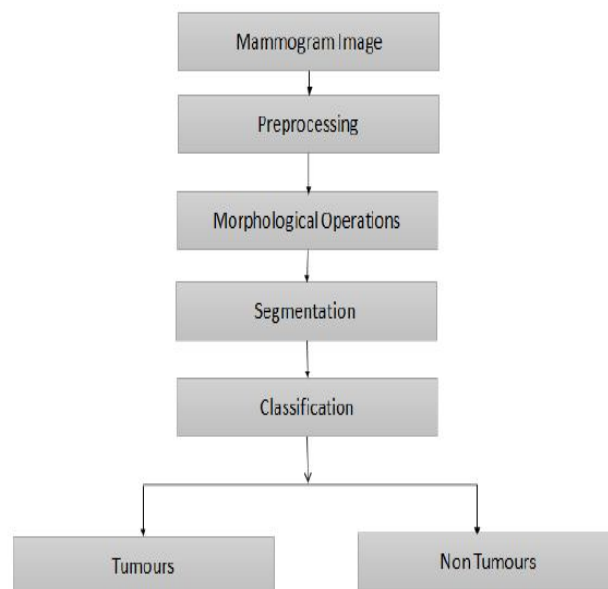 Mammogram Image
Preprocessing
Morphological Operations
Segmentation
Classification
Tumours
Non Tumours